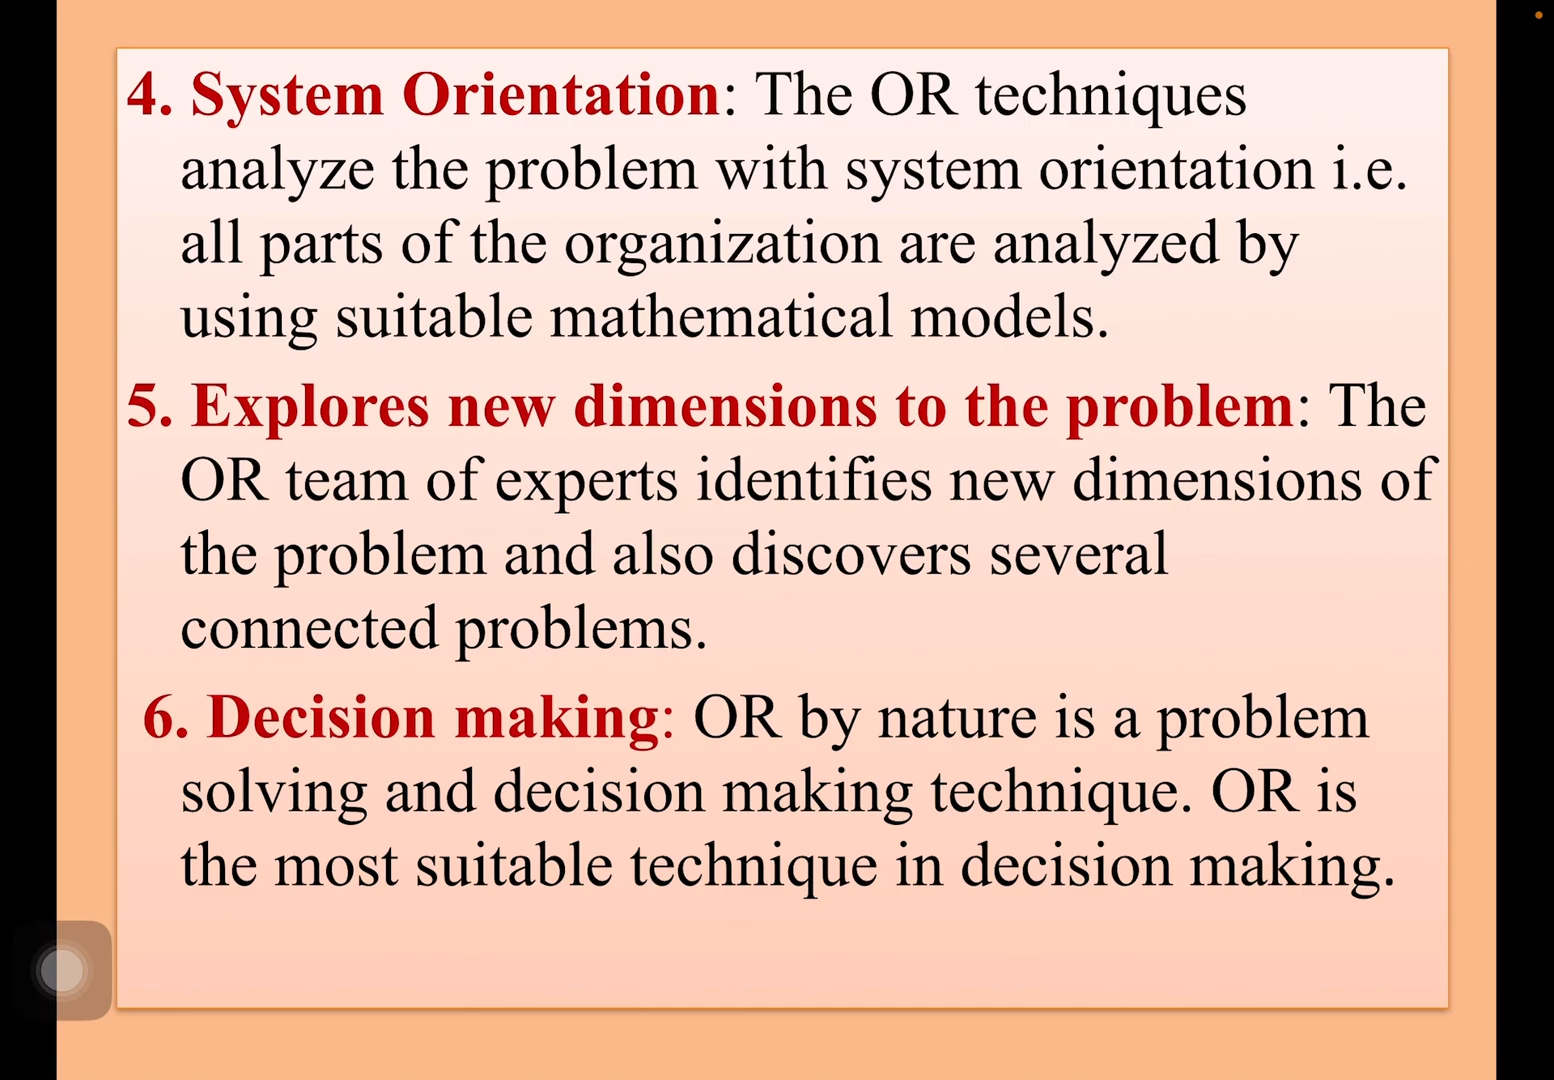 4. System Orientation: The OR techniques
analyze the problem with system orientation i.e.
all parts of the organization are analyzed by
using suitable mathematical models.
5. Explores new dimensions to the problem: The
OR team of experts identifies new dimensions of
the problem and also discovers several
connected problems.
6. Decision making: OR by nature is a problem
solving and decision making technique. OR is
the most suitable technique in decision making.